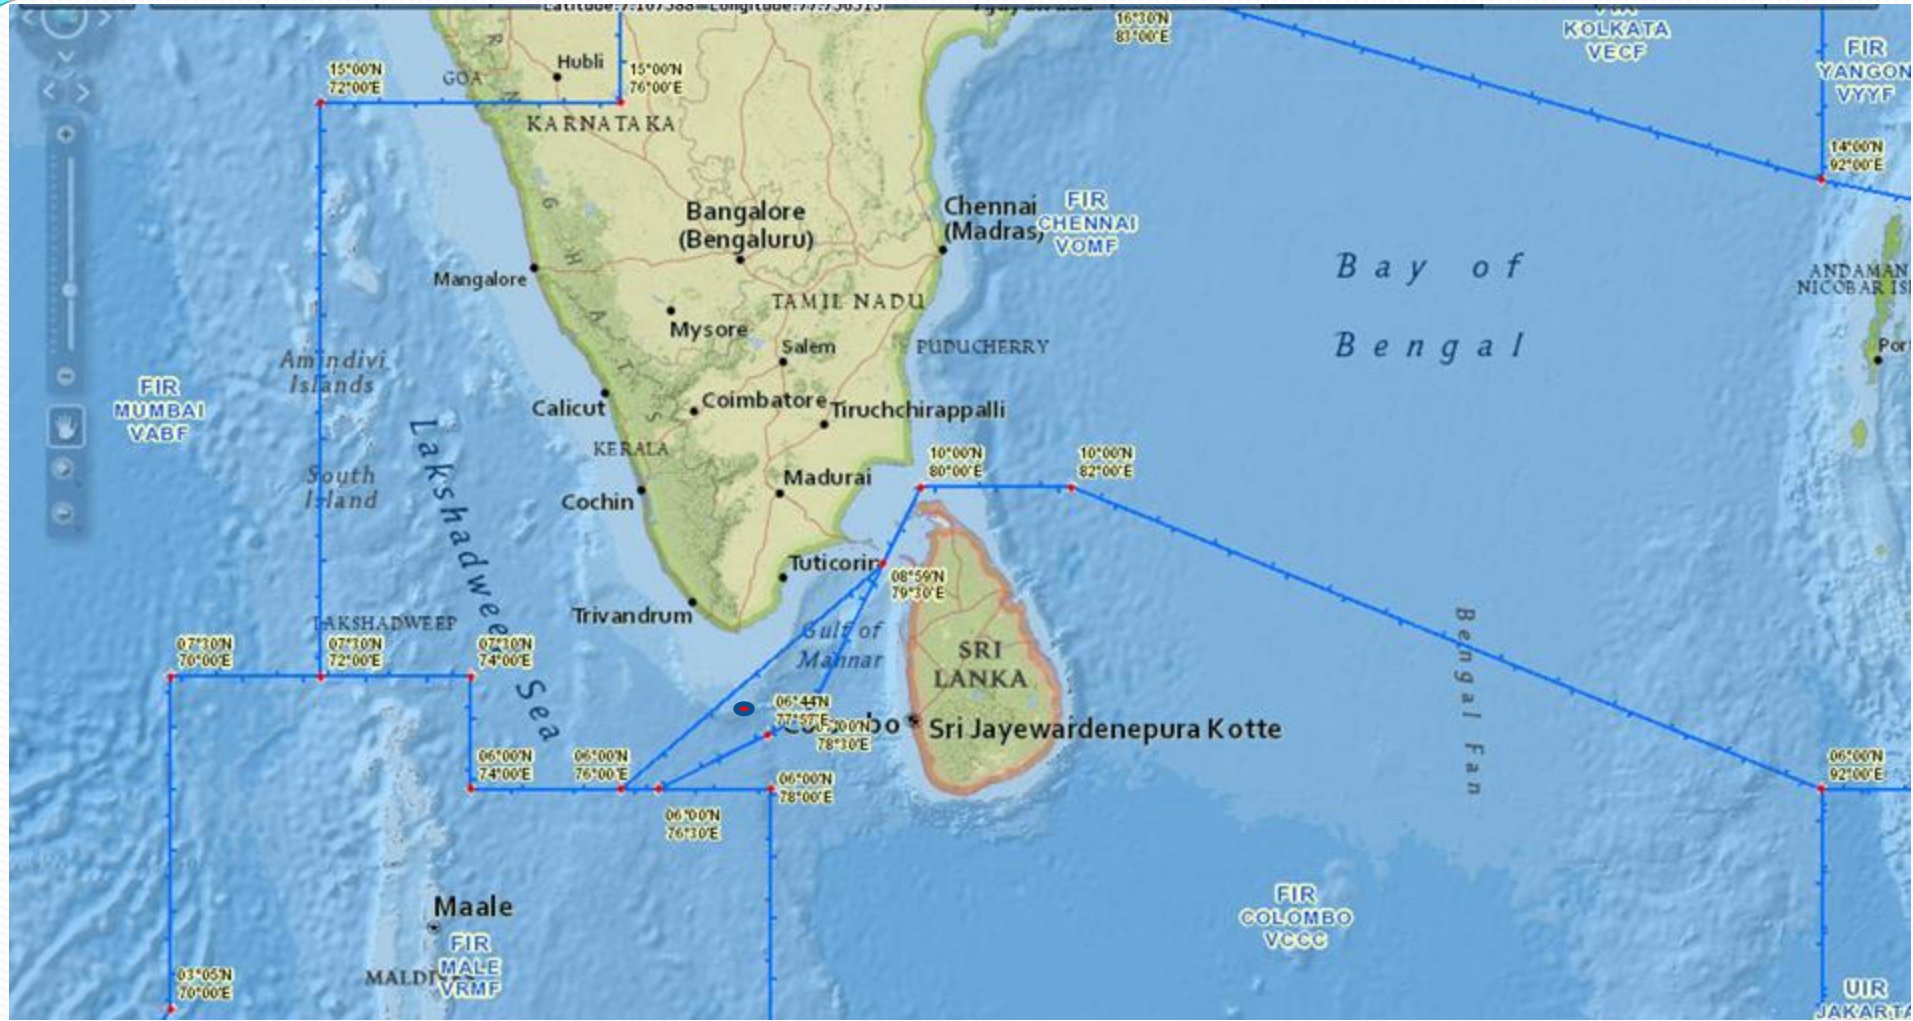 16°30'N
83°00'E
KOLKATA
VECF
FIR
YANGON
VYYF
Hubli
GOA
15°00'N
72°00'E
15°00'N
76°00'E
KARNATAKA
14°00'N
92°00'E
Bangalore
(Bengaluru)
Chennai
(Madras)
FIR
CHENNAI
VOMF
GHATS
Bay of
Bengal
Mangalore
TAMIL NADU
ANDAMAN
NICOBAR IS
Mysore
Salem
PUDUCHERRY
Port
Amindivi
Islands
FIR
MUMBAI
VABF
Calicut
Coimbatore
Tiruchchirappalli
Lakshadweep Sea
KERALA
10°00'N
80°00'E
10°00'N
82°00'E
South
Island
Madurai
Cochin
Tuticorin
08°59'N
79°30'E
Trivandrum
LAKSHADWEEP
Gulf of
Mannar
07°30'N
70°00'E
07°30'N
72°00'E
07°30'N
74°00'E
SRI
LANKA
Bengal Fan
06°44'N
77°57'E
78°30'E
Sri Jayewardenepura Kotte
06°00'N
74°00'E
06°00'N
76°00'E
06°00'N
78°00'E
06°00'N
92°00'E
06°00'N
76°30'E
Maale
FIR
MALE
VRMF
FIR
COLOMBO
VCCC
03°05'N
70°00'E
UIR
JAKARTA